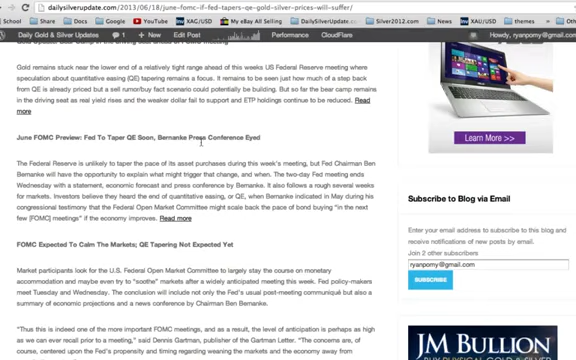 dailysilverupdate.com/2013/06/18/june-fomc-if-fed-tapers-qe-gold-silver-prices-will-suffer/
XAG/USD
My eBay Selling
DailySilverUpdate
Silver2012.com
News
XAU/USD
themes
Other
Daily Gold & Silver Updates
1
+ New
Edit Post
Performance
CloudFlare
Howdy, ryanpomy@gmail.com
Gold remains stuck near the lower end of a relatively tight range ahead of this weeks US Federal Reserve meeting where
speculation about quantitative easing (QE) tapering remains a focus. It remains to be seen just how much of a step back
from QE is already priced but a sell rumor/buy fact scenario could potentially be building. But so far the bear camp remains
in the driving seat as real yield rises and the weaker dollar fail to support and ETP holdings continue to be reduced. Read
more
Learn More >>
June FOMC Preview: Fed To Taper QE Soon, Bernanke Press Conference Eyed
The Federal Reserve is unlikely to taper the pace of its asset purchases during this week's meeting, but Fed Chairman Ben
Bernanke will have the opportunity to explain what might trigger that change, and when. The two-day Fed meeting ends
Wednesday with a statement, economic forecast and press conference by Bernanke. It also follows a rough several weeks
for markets. Investors believe they heard the end of quantitative easing, or QE, when Bernanke indicated in May during his
congressional testimony that the Federal Open Market Committee might scale back the pace of bond buying "in the next
few [FOMC] meetings" if the economy improves. Read more
Subscribe to Blog via Email
Enter your email address to subscribe to this blog and
receive notifications of new posts by email.
Join 2 other subscribers
ryanpomy@gmail.com
SUBSCRIBE
FOMC Expected To Calm The Markets; QE Tapering Not Expected Yet
Market participants look for the U.S. Federal Open Market Committee to largely stay the course on monetary
accommodation and maybe even try to "soothe" markets after a widely anticipated meeting this week. Fed policy-makers
meet Tuesday and Wednesday. The conclusion will include not only the Fed's usual post-meeting communiqué but also a
summary of economic projections and a news conference by Chairman Ben Bernanke.
"Thus this is indeed one of the more important FOMC meetings, and as a result, the level of anticipation is perhaps as high
as we can ever recall prior to a meeting," said Dennis Gartman, publisher of the Gartman Letter. "The concerns are, of
course, centered upon the Fed's propensity and timing regarding weaning the markets and the economy away from
JM BULLION
BUY PHYSICAL GOLD & SILVER